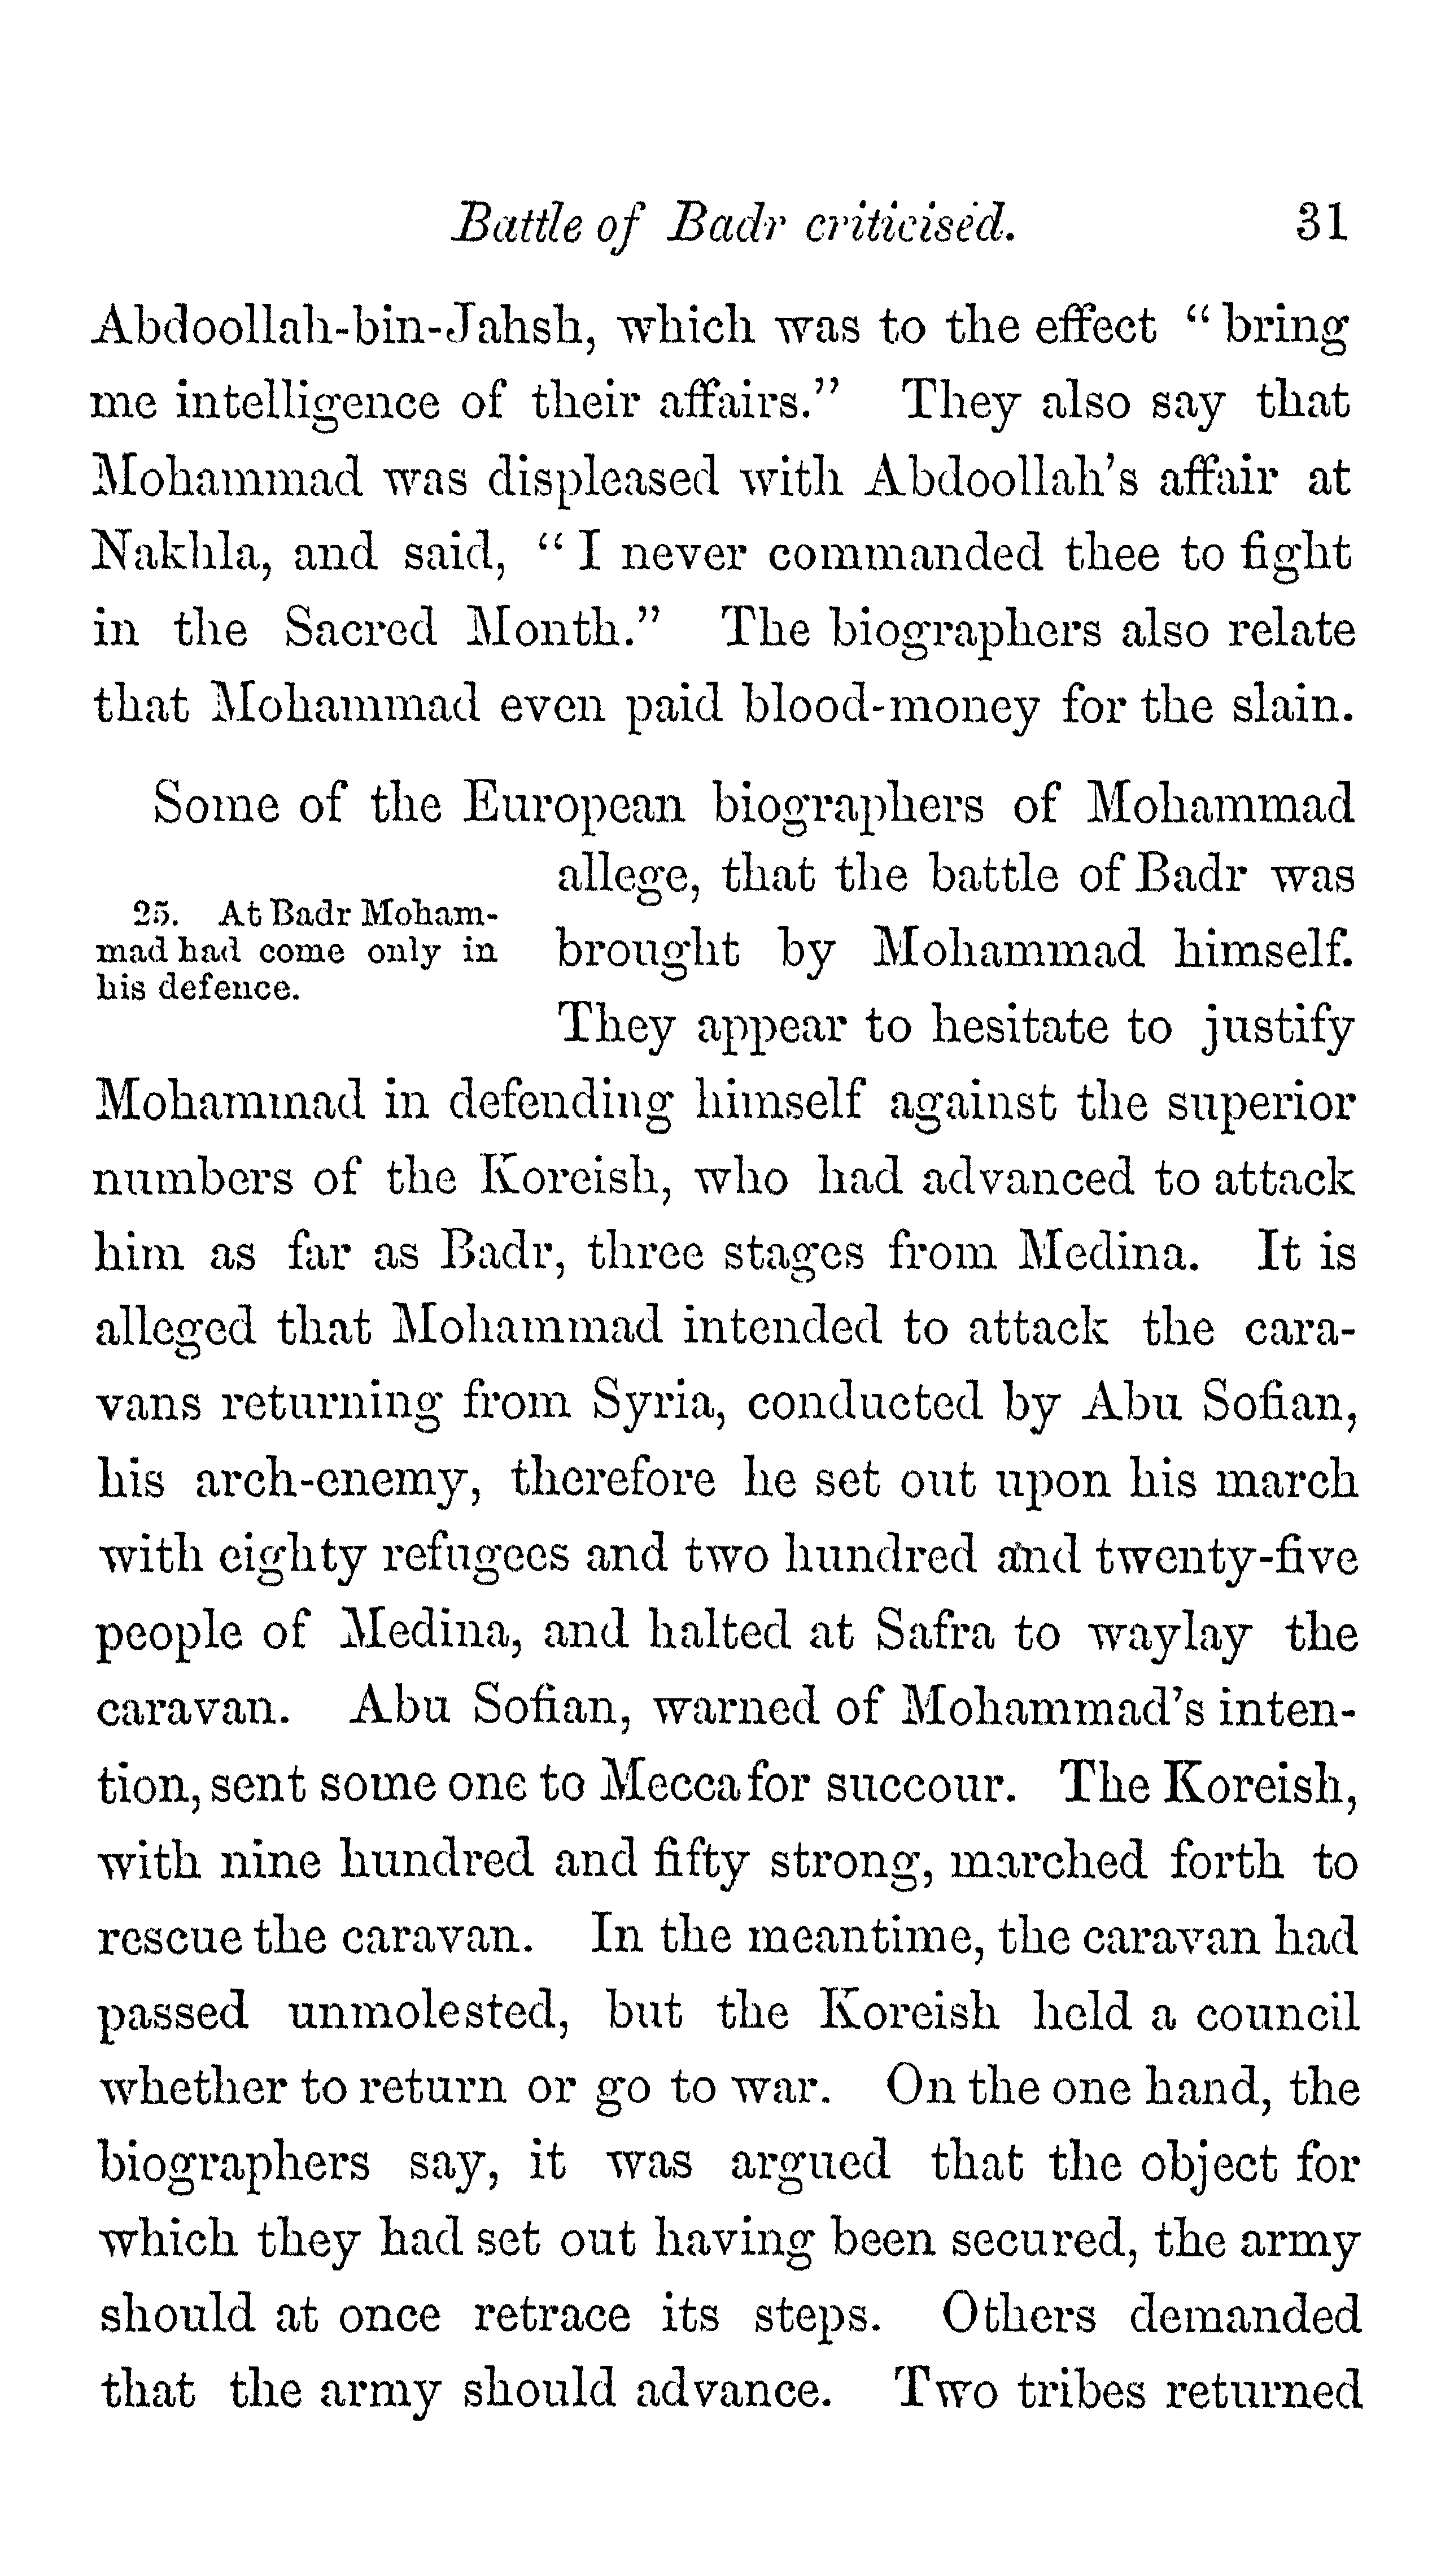 Battle of Badr criticised. 31
Abdoollah-bin-Jahsh, which was to the effect “ bring
me intelligence of their affairs.” They also say that
Mohammad was displeased with Abdoollah's affair at
Nakhla, and said, “ I never commanded thee to fight
in the Sacred Month.” The biographers also relate
that Mohammad even paid blood-money for the slain.
Some of the European biographers of Mohammad
25. At Badr Moham-
mad had come only in
his defence.
allege, that the battle of Badr was
brought by Mohammad himself.
They appear to hesitate to justify
Mohammad in defending himself against the superior
numbers of the Koreish, who had advanced to attack
him as far as Badr, three stages from Medina. It is
alleged that Mohammad intended to attack the cara-
vans returning from Syria, conducted by Abu Sofian,
his arch-enemy, therefore he set out upon his march
with eighty refugees and two hundred and twenty-five
people of Medina, and halted at Safra to waylay the
caravan. Abu Sofian, warned of Mohammad's inten-
tion, sent some one to Mecca for succour. The Koreish,
with nine hundred and fifty strong, marched forth to
rescue the caravan. In the meantime, the caravan had
passed unmolested, but the Koreish held a council
whether to return or go to war. On the one hand, the
biographers say, it was argued that the object for
which they had set out having been secured, the army
should at once retrace its steps. Others demanded
that the army should advance. Two tribes returned